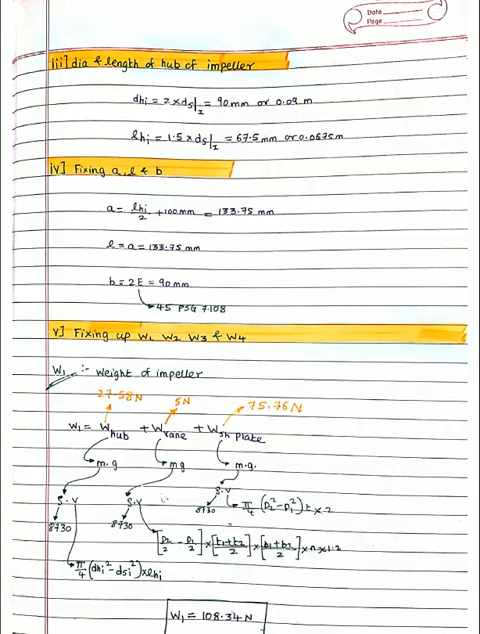 Date
Page
iii] dia & length of hub of impeller
dhi = 2 x ds|I = 90 mm or 0.09 m
lhi = 1.5 x ds|I = 67.5 mm or 0.0675 m
iv] Fixing a, l & b
a = lhi/2 + 100 mm = 133.75 mm
l = a = 133.75 mm
b = 2E = 90 mm
45 PSG 7.108
v] Fixing up W1 W2 W3 & W4
W1 :- Weight of impeller
27.58N 5N 75.76 N
W1 = Whub + Wvane + Wsh plate
m.g mg m.g.
S.V S.V S.V
8730 8730 8730 π/4 (D2² - D1²) t x 2
[D2/2 - D1/2] x [t1+t2/2] x [b1+b2/2] x n x 1.2
π/4 (dhi² - dsi²) x lhi
W1 = 108.34 N